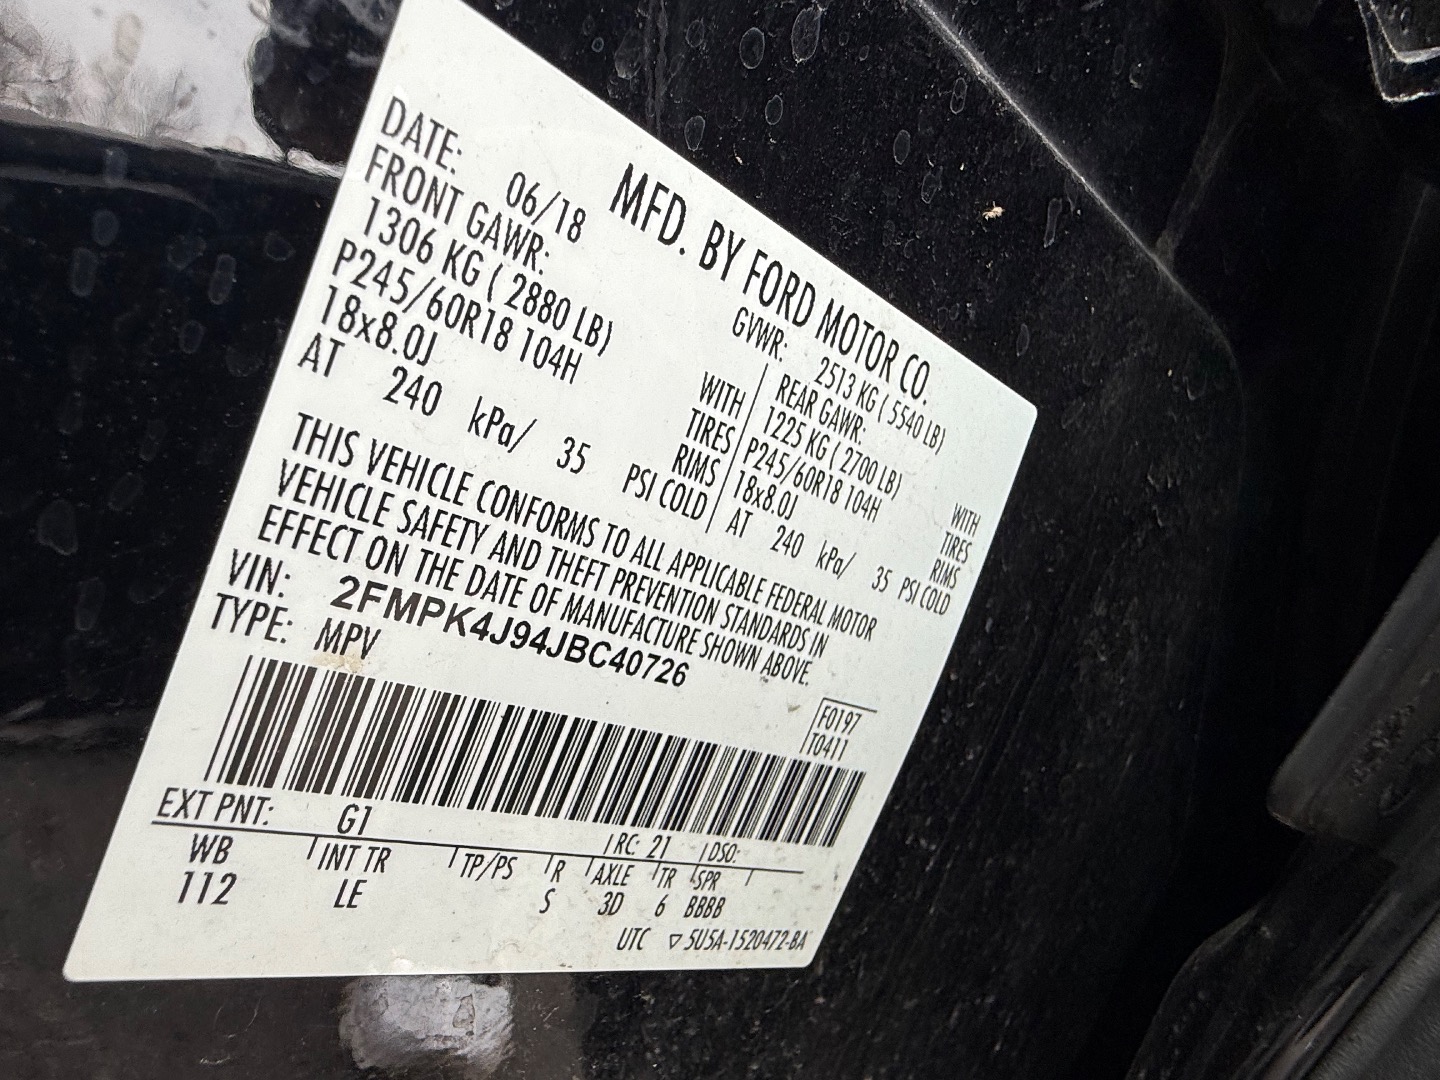 MFD. BY FORD MOTOR CO.
DATE: 06/18
GVWR: 2513 KG ( 5540 LB)
FRONT GAWR:
1306 KG ( 2880 LB)
WITH
P245/60R18 104H
TIRES
18x8.0J
RIMS
AT 240 kPa/ 35 PSI COLD
REAR GAWR:
1225 KG ( 2700 LB)
WITH
P245/60R18 104H
TIRES
18x8.0J
RIMS
AT 240 kPa/ 35 PSI COLD
THIS VEHICLE CONFORMS TO ALL APPLICABLE FEDERAL MOTOR
VEHICLE SAFETY AND THEFT PREVENTION STANDARDS IN
EFFECT ON THE DATE OF MANUFACTURE SHOWN ABOVE.
VIN: 2FMPK4J94JBC40726
TYPE: MPV
F0197
T0411
EXT PNT: G1 RC: 21 DSO:
WB INT TR TP/PS R AXLE TR SPR
112 LE S 3D 6 BBBB
UTC ▽ 5U5A-1520472-BA